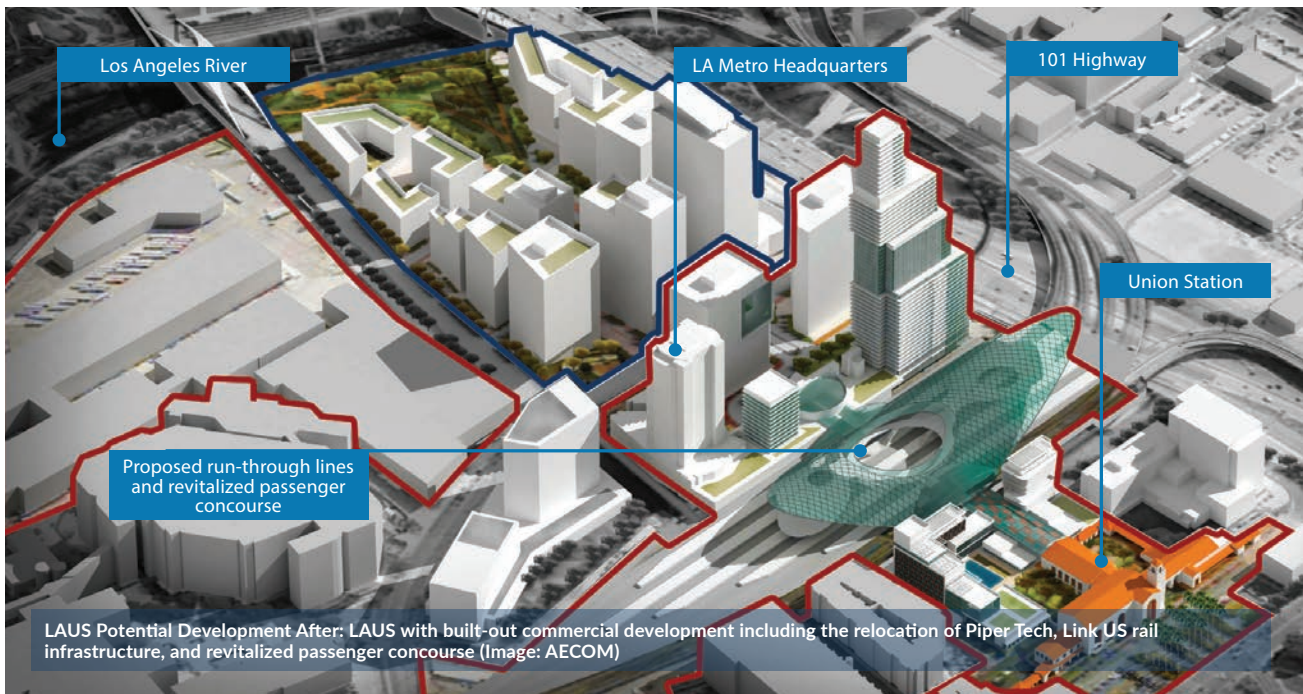 Los Angeles River
LA Metro Headquarters
101 Highway
Union Station
Proposed run-through lines
and revitalized passenger
concourse
LAUS Potential Development After: LAUS with built-out commercial development including the relocation of Piper Tech, Link US rail
infrastructure, and revitalized passenger concourse (Image: AECOM)